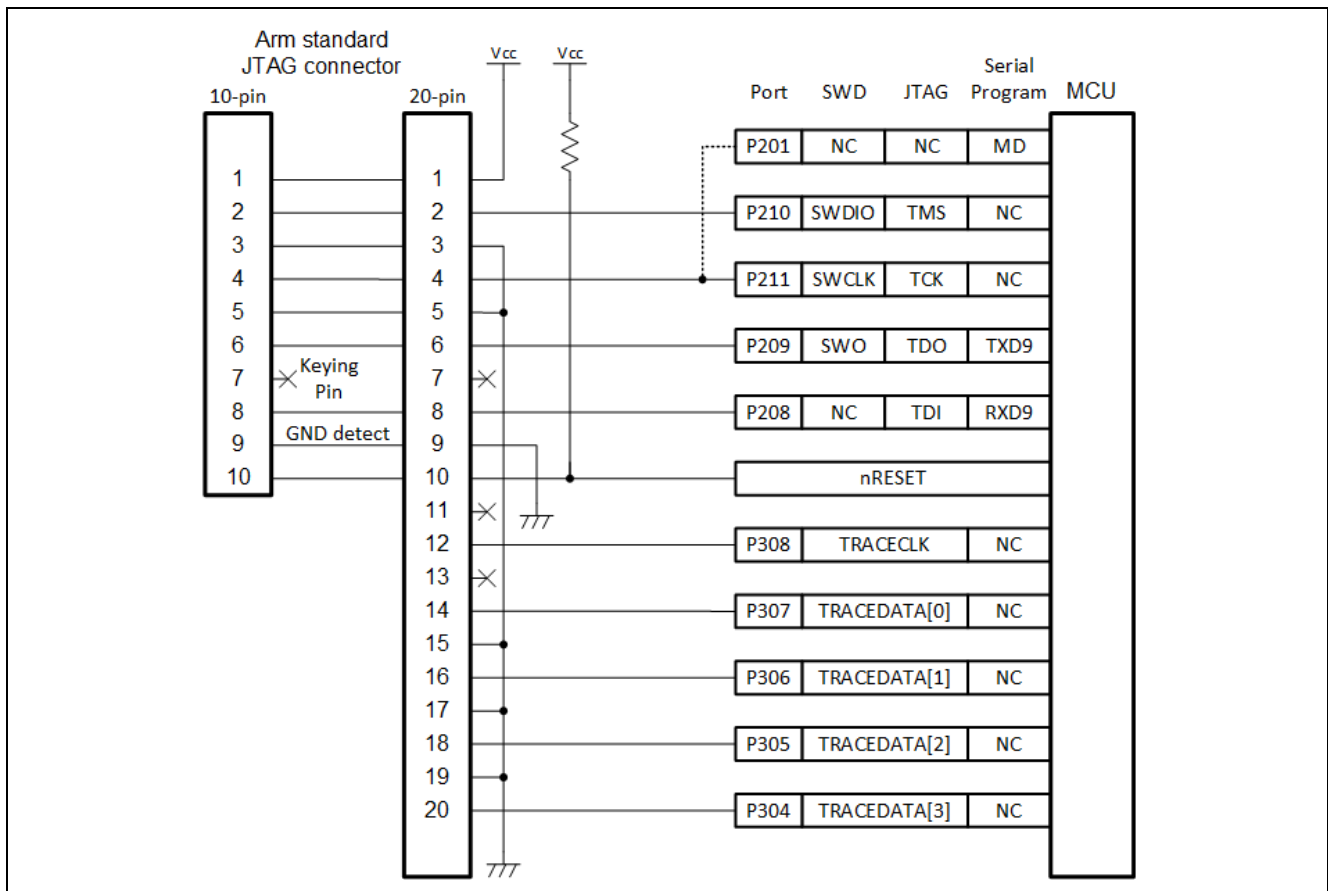 Arm standard
JTAG connector
10-pin
20-pin
Vcc
Vcc
Port SWD JTAG Serial Program MCU
P201 NC NC MD
1 1
2 2 P210 SWDIO TMS NC
3 3
4 4 P211 SWCLK TCK NC
5 5
6 6 P209 SWO TDO TXD9
7 Keying Pin 7
8 8 P208 NC TDI RXD9
9 GND detect 9
10 10 nRESET
11
12 P308 TRACECLK NC
13
14 P307 TRACEDATA[0] NC
15
16 P306 TRACEDATA[1] NC
17
18 P305 TRACEDATA[2] NC
19
20 P304 TRACEDATA[3] NC